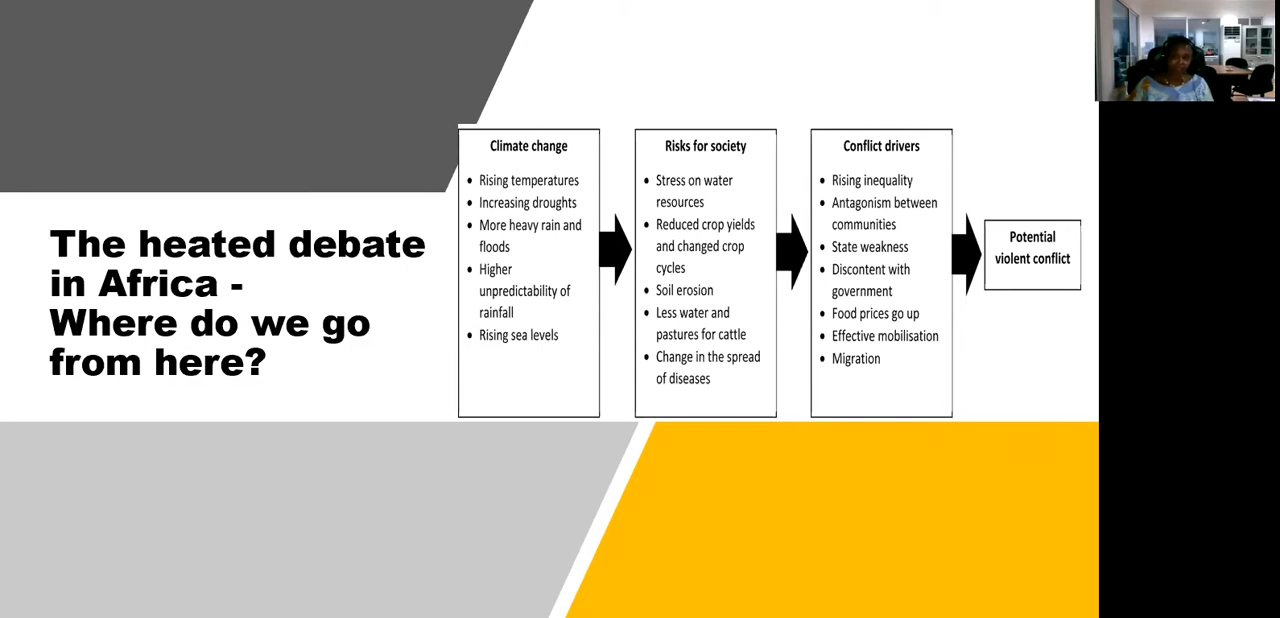 The heated debate
in Africa -
Where do we go
from here?
Climate change
• Rising temperatures
• Increasing droughts
• More heavy rain and
floods
• Higher
unpredictability of
rainfall
• Rising sea levels
Risks for society
• Stress on water
resources
• Reduced crop yields
and changed crop
cycles
• Soil erosion
• Less water and
pastures for cattle
• Change in the spread
of diseases
Conflict drivers
• Rising inequality
• Antagonism between
communities
• State weakness
• Discontent with
government
• Food prices go up
• Effective mobilisation
• Migration
Potential
violent conflict